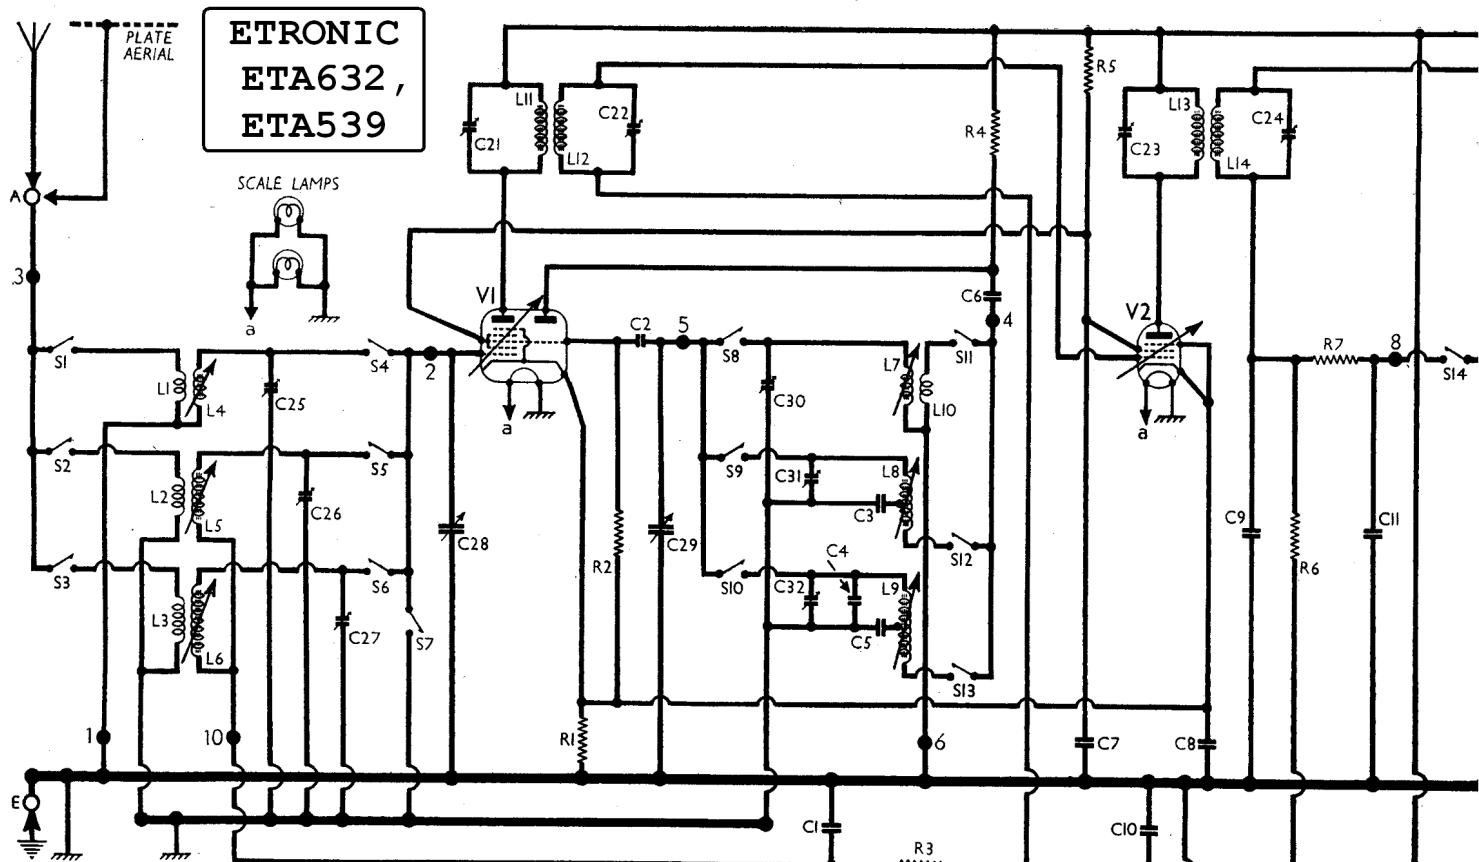 ETRONIC
ETA632,
ETA539
PLATE
AERIAL
A
SCALE LAMPS
a
3
S1
S2
S3
L1
L4
L2
L5
L3
L6
C25
C26
C27
S4
S5
S6
S7
2
C28
1
10
E
L11
C21
C22
L12
V1
a
C2
5
R2
C29
R1
S8
S9
S10
C30
C31
C3
C4
C32
C5
L7
L10
L8
L9
S11
S12
S13
6
R4
C6
4
R5
L13
C23
C24
L14
V2
a
C7
C8
C9
R6
R7
C11
8
S14
C1
R3
C10